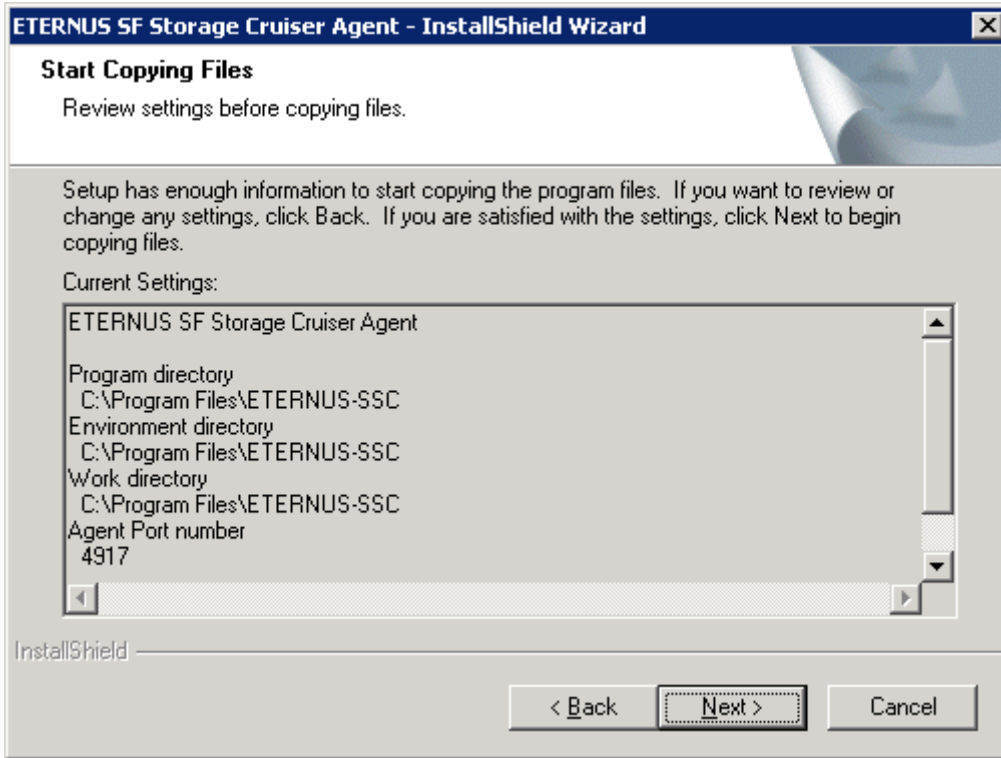 ETERNUS SF Storage Cruiser Agent - InstallShield Wizard
Start Copying Files
Review settings before copying files.
Setup has enough information to start copying the program files.  If you want to review or
change any settings, click Back.  If you are satisfied with the settings, click Next to begin
copying files.
Current Settings:
ETERNUS SF Storage Cruiser Agent
Program directory
C:\Program Files\ETERNUS-SSC
Environment directory
C:\Program Files\ETERNUS-SSC
Work directory
C:\Program Files\ETERNUS-SSC
Agent Port number
4917
InstallShield
< Back
Next >
Cancel